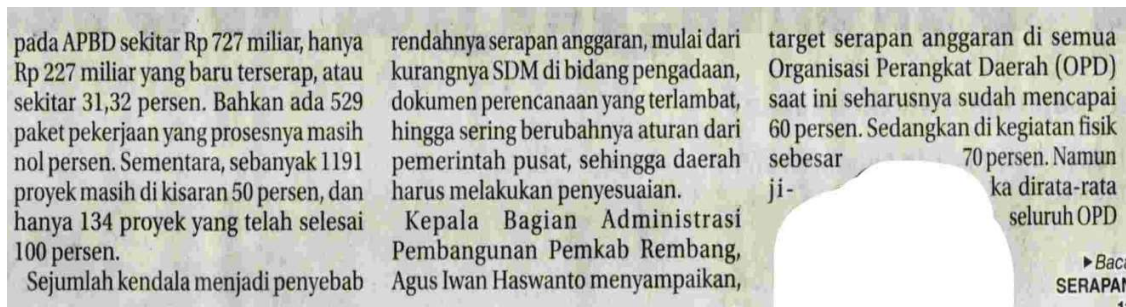 pada APBD sekitar Rp 727 miliar, hanya
Rp 227 miliar yang baru terserap, atau
sekitar 31,32 persen. Bahkan ada 529
paket pekerjaan yang prosesnya masih
nol persen. Sementara, sebanyak 1191
proyek masih di kisaran 50 persen, dan
hanya 134 proyek yang telah selesai
100 persen.
Sejumlah kendala menjadi penyebab
rendahnya serapan anggaran, mulai dari
kurangnya SDM di bidang pengadaan,
dokumen perencanaan yang terlambat,
hingga sering berubahnya aturan dari
pemerintah pusat, sehingga daerah
harus melakukan penyesuaian.
Kepala Bagian Administrasi
Pembangunan Pemkab Rembang,
Agus Iwan Haswanto menyampaikan,
target serapan anggaran di semua
Organisasi Perangkat Daerah (OPD)
saat ini seharusnya sudah mencapai
60 persen. Sedangkan di kegiatan fisik
sebesar 70 persen. Namun
ji- ka dirata-rata
seluruh OPD
▶Baca
SERAPAN